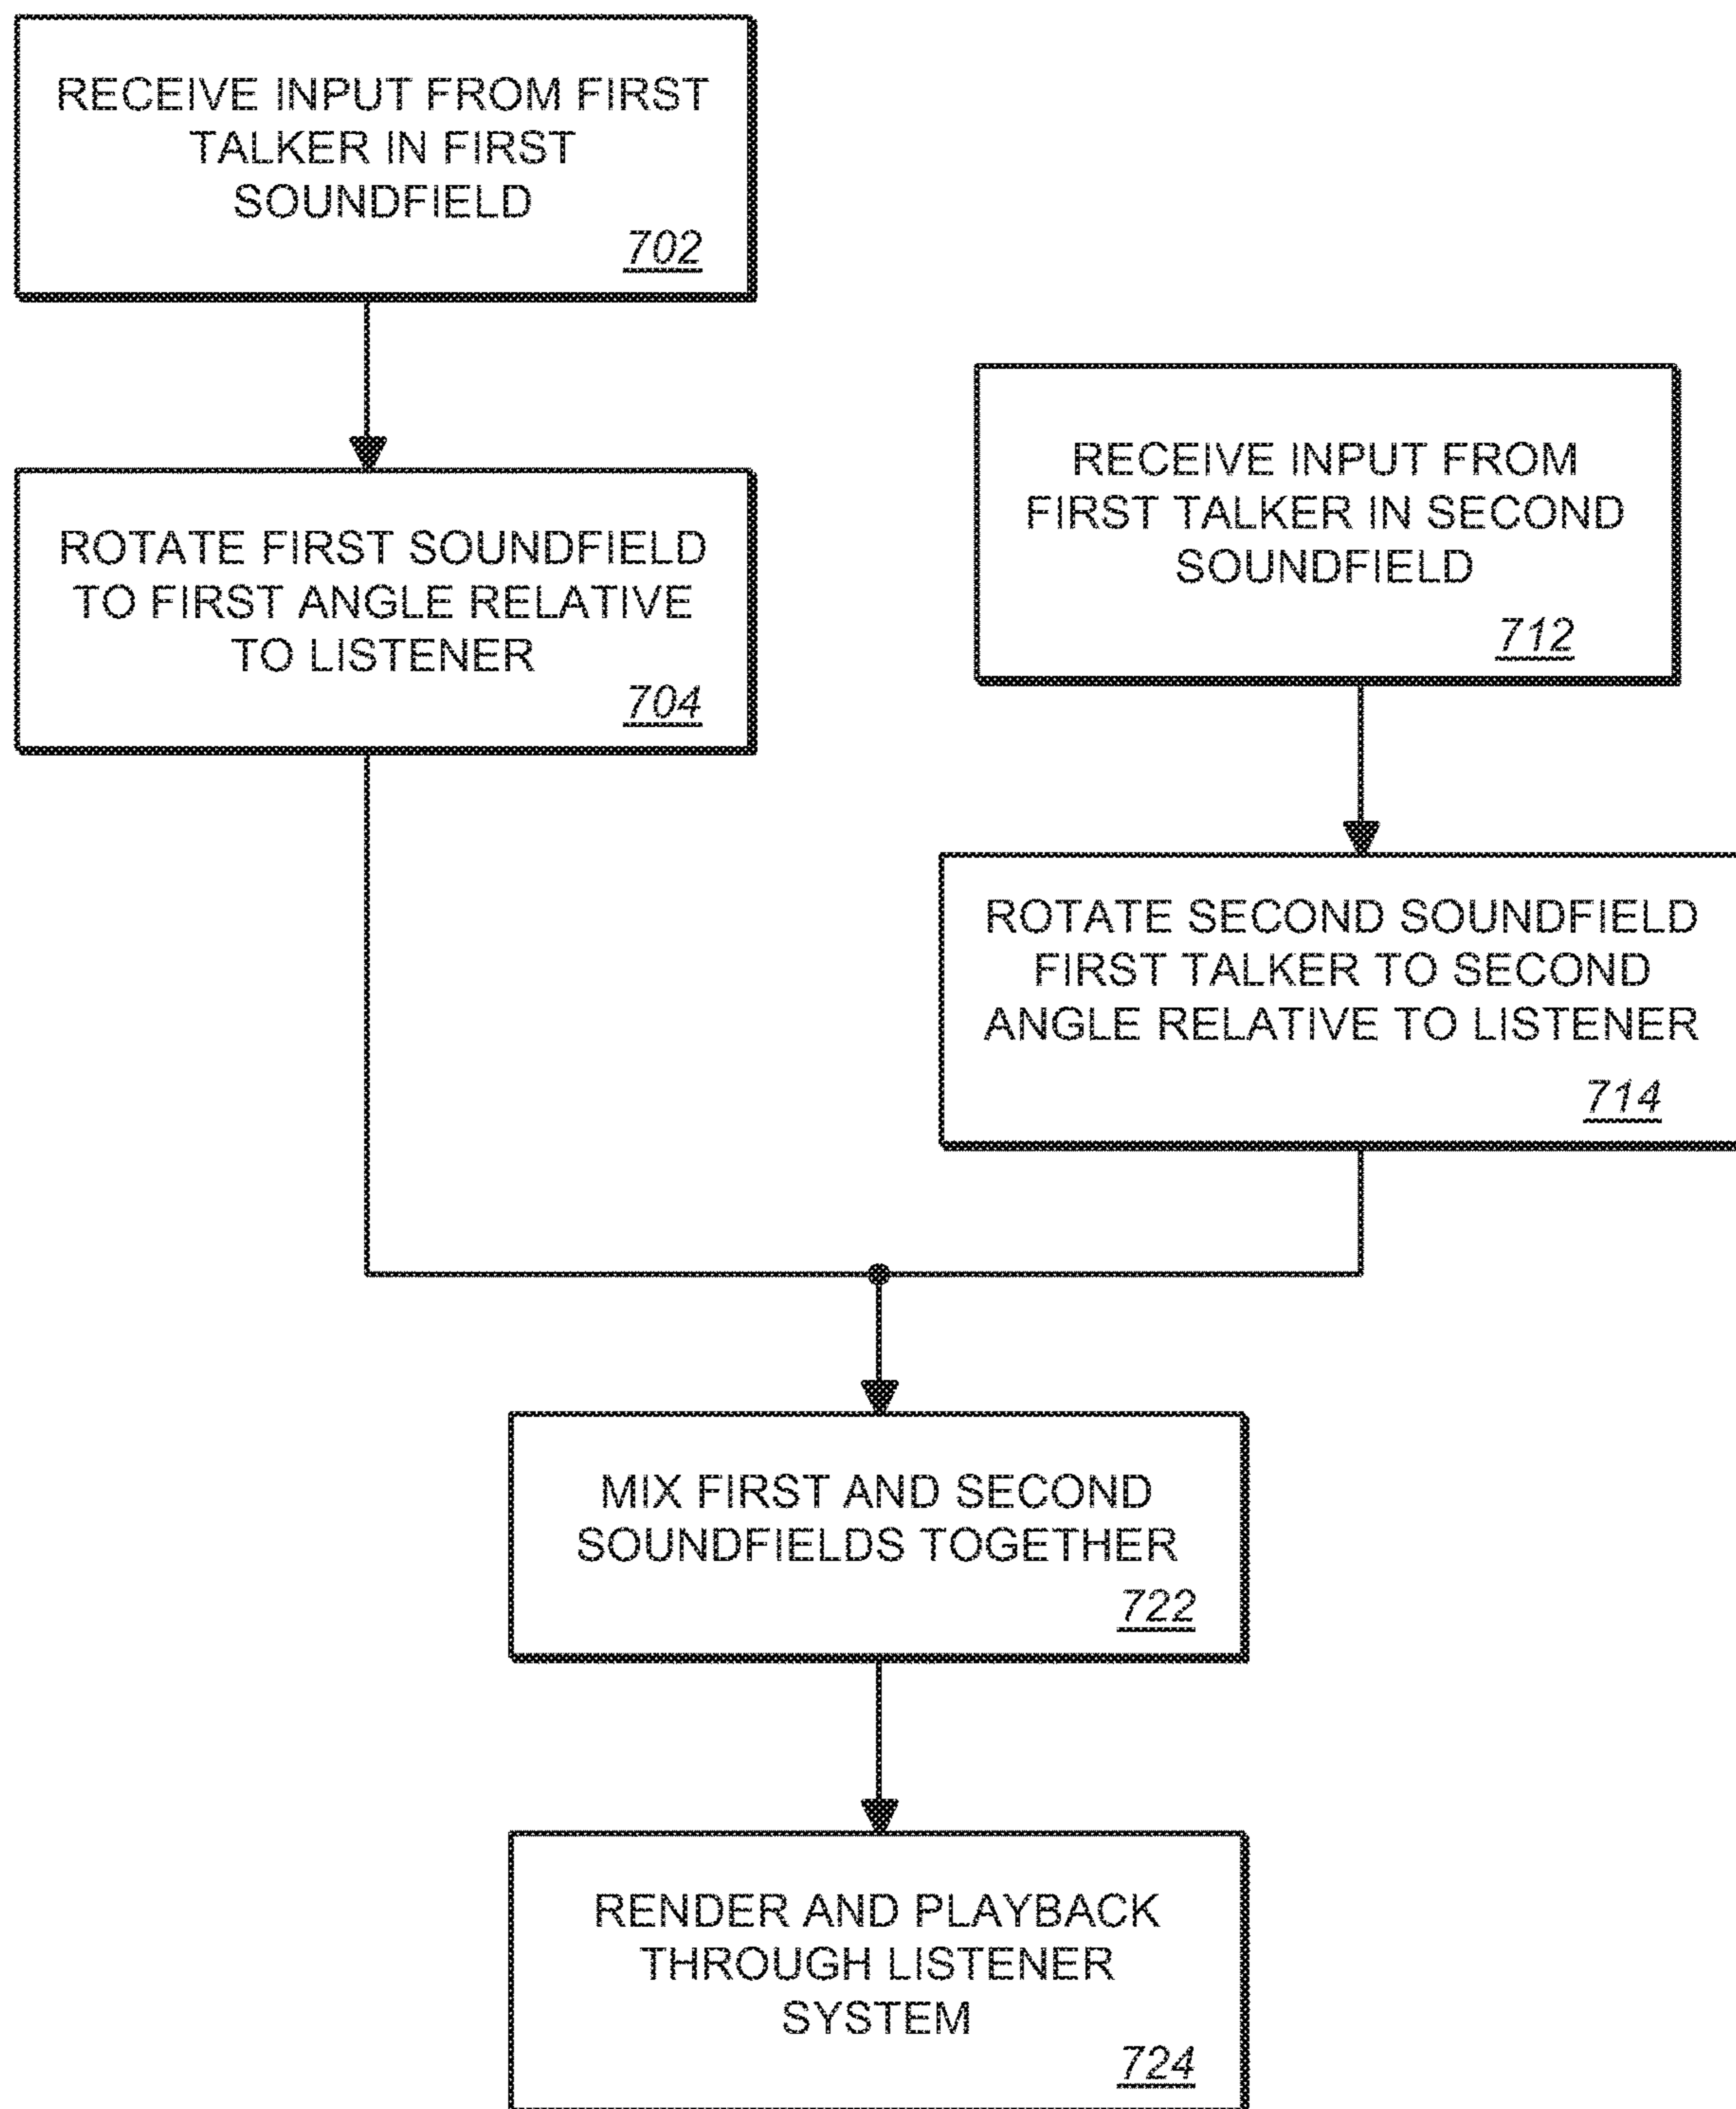 RECEIVE INPUT FROM FIRST
TALKER IN FIRST
SOUNDFIELD
702
ROTATE FIRST SOUNDFIELD
TO FIRST ANGLE RELATIVE
TO LISTENER
704
RECEIVE INPUT FROM
FIRST TALKER IN SECOND
SOUNDFIELD
712
ROTATE SECOND SOUNDFIELD
FIRST TALKER TO SECOND
ANGLE RELATIVE TO LISTENER
714
MIX FIRST AND SECOND
SOUNDFIELDS TOGETHER
722
RENDER AND PLAYBACK
THROUGH LISTENER
SYSTEM
724